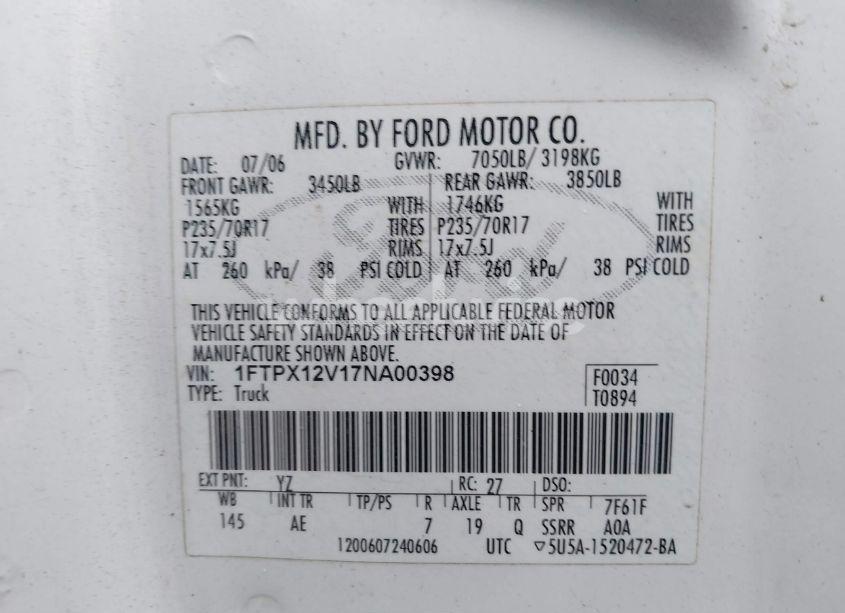 MFD. BY FORD MOTOR CO.
DATE: 07/06 GVWR: 7050LB/ 3198KG
FRONT GAWR: 3450LB REAR GAWR: 3850LB
1565KG WITH 1746KG WITH
P235/70R17 TIRES P235/70R17 TIRES
17x7.5J RIMS 17x7.5J RIMS
AT 260 kPa/ 38 PSI COLD AT 260 kPa/ 38 PSI COLD
THIS VEHICLE CONFORMS TO ALL APPLICABLE FEDERAL MOTOR
VEHICLE SAFETY STANDARDS IN EFFECT ON THE DATE OF
MANUFACTURE SHOWN ABOVE.
VIN: 1FTPX12V17NA00398 F0034
TYPE: Truck T0894
EXT PNT: YZ RC: 27 DSO:
WB INT TR TP/PS R AXLE TR SPR 7F61F
145 AE 7 19 Q SSRR AOA
1200607240606 UTC ▽5U5A-1520472-BA